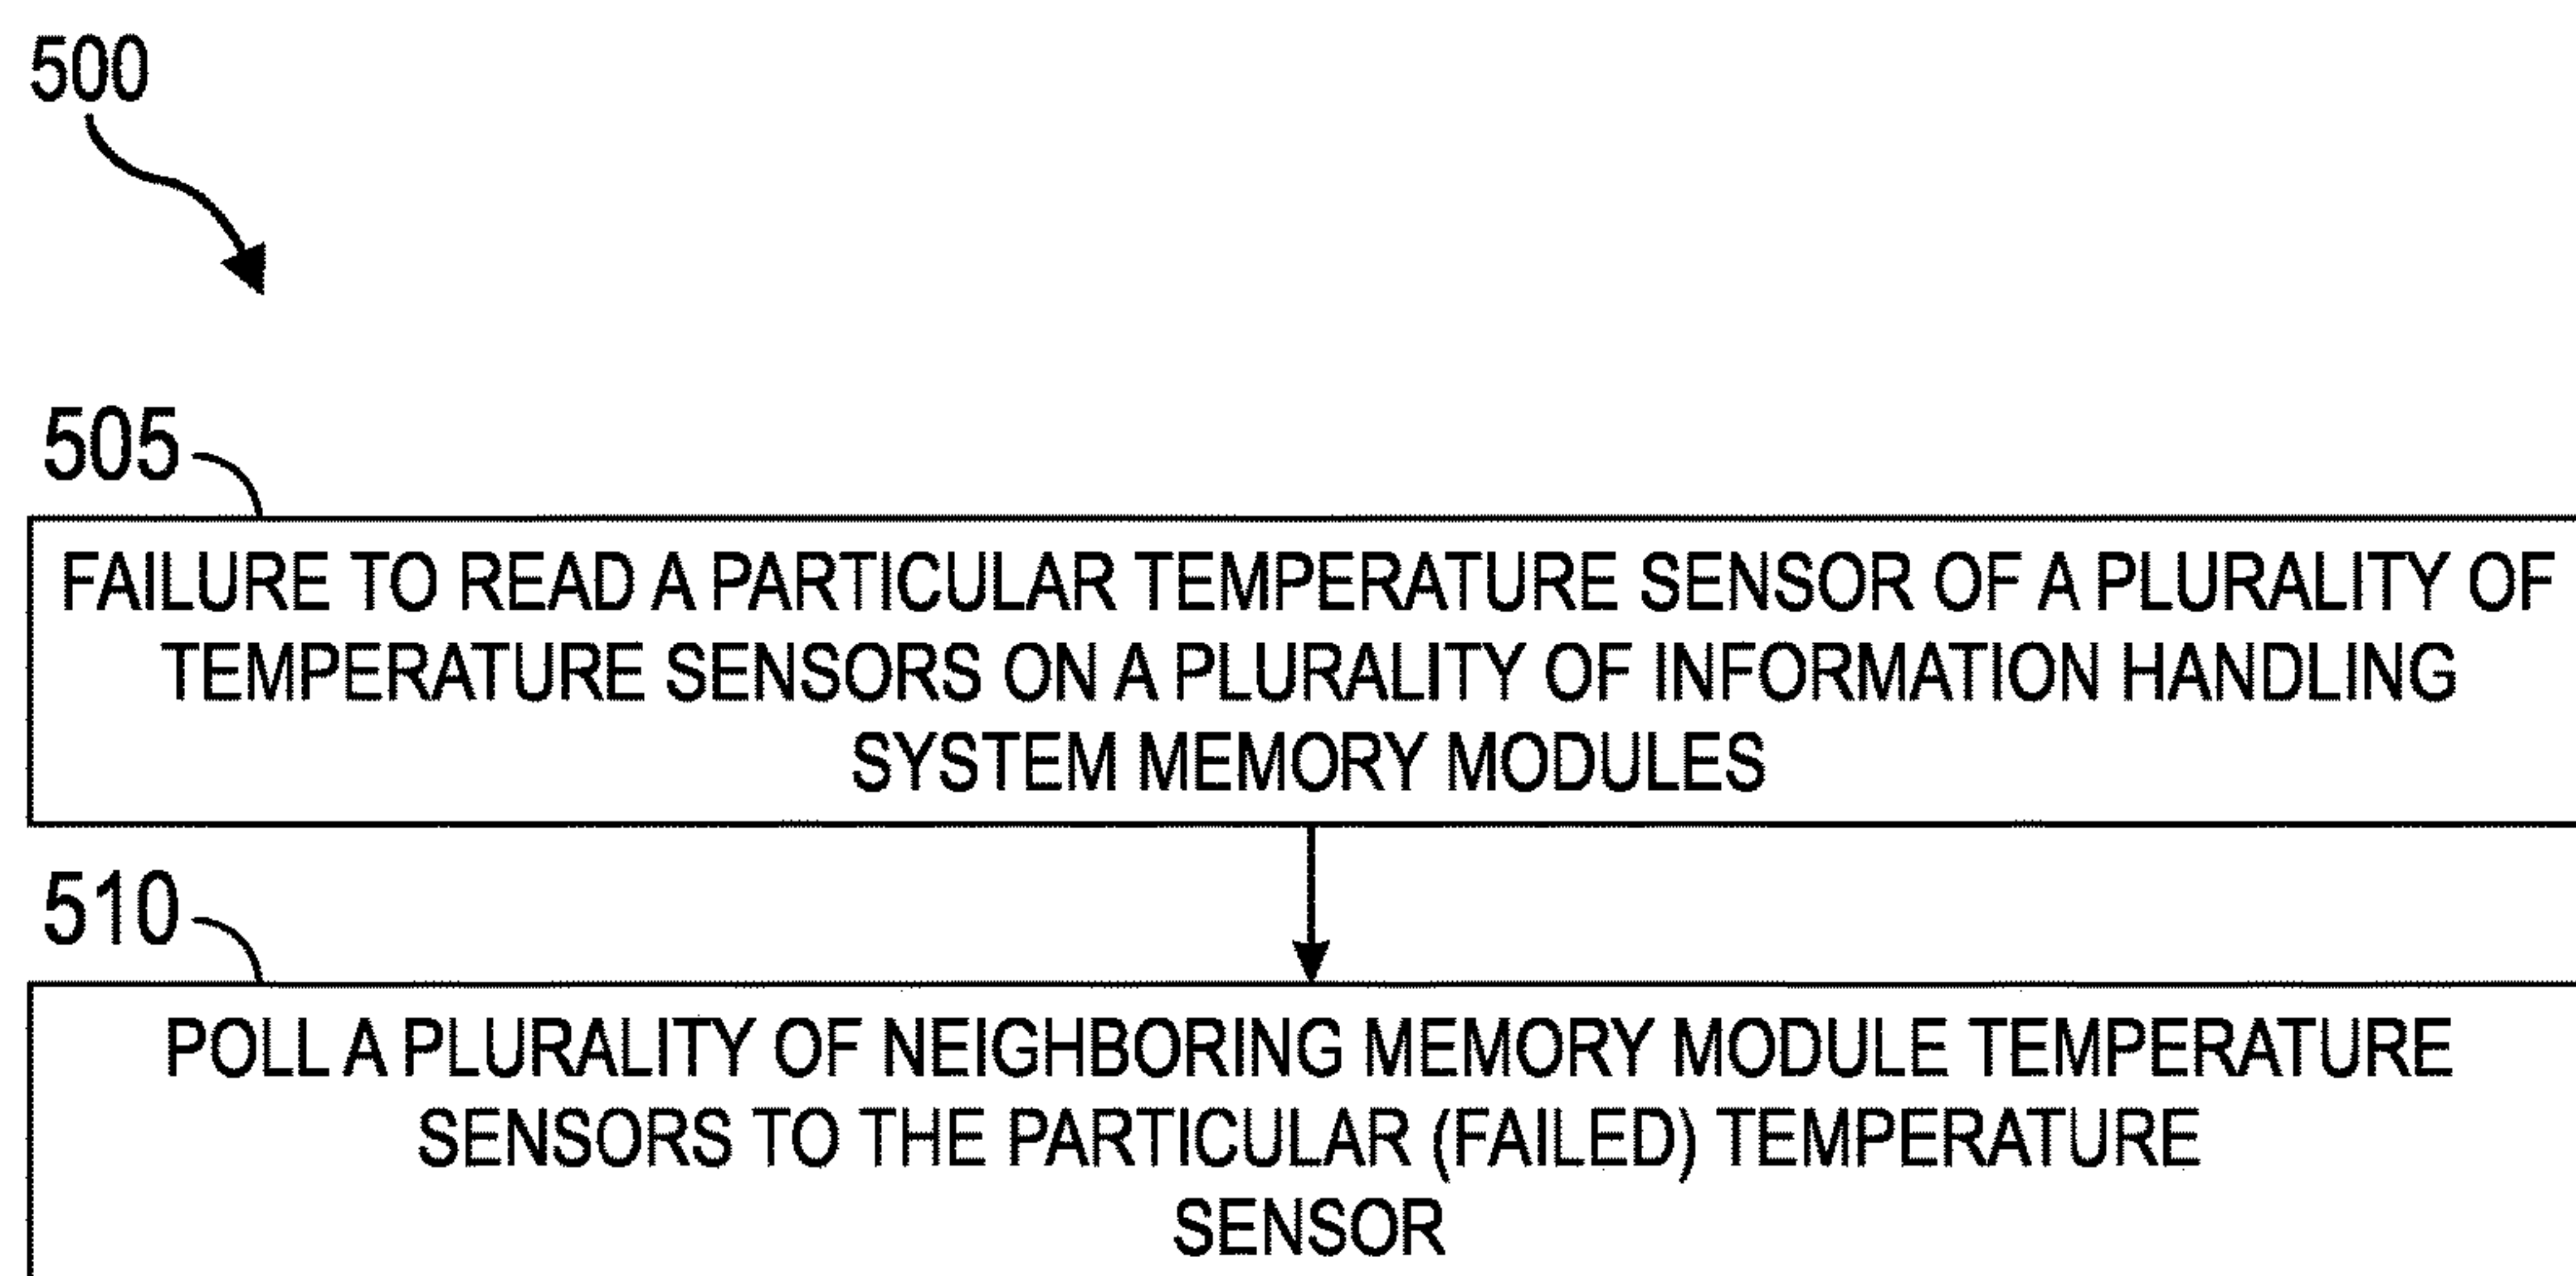 500
505
FAILURE TO READ A PARTICULAR TEMPERATURE SENSOR OF A PLURALITY OF
TEMPERATURE SENSORS ON A PLURALITY OF INFORMATION HANDLING
SYSTEM MEMORY MODULES
510
POLL A PLURALITY OF NEIGHBORING MEMORY MODULE TEMPERATURE
SENSORS TO THE PARTICULAR (FAILED) TEMPERATURE
SENSOR